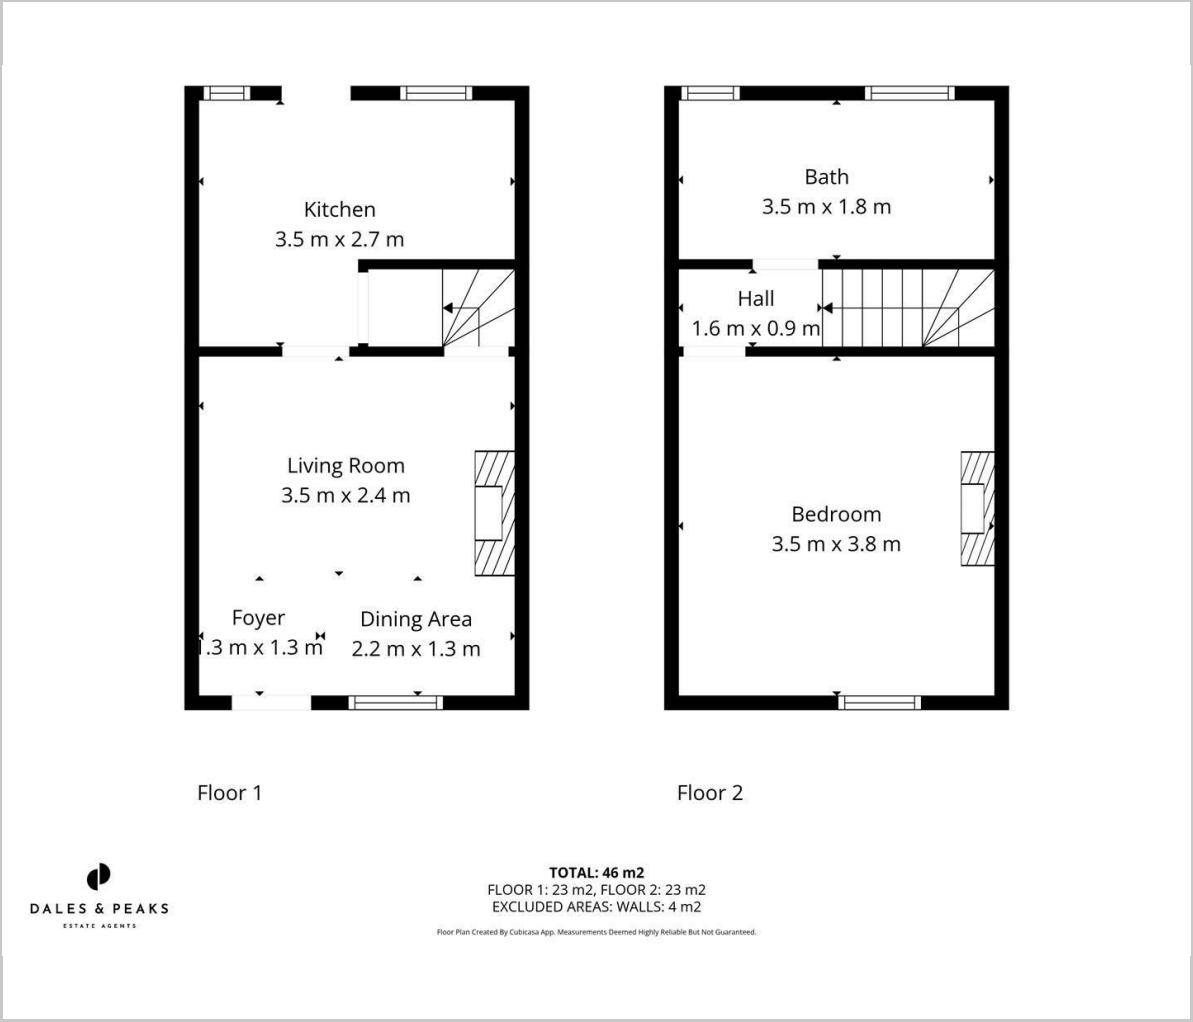 Kitchen
3.5 m x 2.7 m
Living Room
3.5 m x 2.4 m
Foyer
1.3 m x 1.3 m
Dining Area
2.2 m x 1.3 m
Floor 1
Bath
3.5 m x 1.8 m
Hall
1.6 m x 0.9 m
Bedroom
3.5 m x 3.8 m
Floor 2
DALES & PEAKS
ESTATE AGENTS
TOTAL: 46 m2
FLOOR 1: 23 m2, FLOOR 2: 23 m2
EXCLUDED AREAS: WALLS: 4 m2
Floor Plan Created By Cubicasa App. Measurements Deemed Highly Reliable But Not Guaranteed.